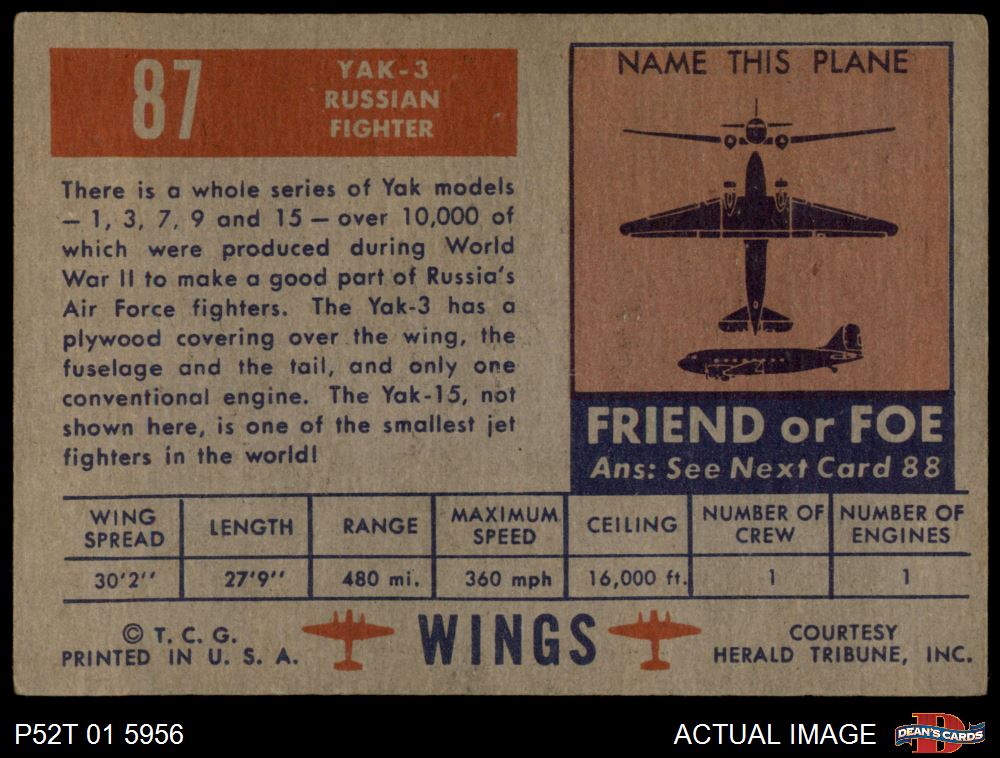 87
YAK-3
RUSSIAN
FIGHTER
There is a whole series of Yak models
— 1, 3, 7, 9 and 15 — over 10,000 of
which were produced during World
War II to make a good part of Russia's
Air Force fighters. The Yak-3 has a
plywood covering over the wing, the
fuselage and the tail, and only one
conventional engine. The Yak-15, not
shown here, is one of the smallest jet
fighters in the world!
NAME THIS PLANE
FRIEND or FOE
Ans: See Next Card 88
WING SPREAD LENGTH RANGE MAXIMUM SPEED CEILING NUMBER OF CREW NUMBER OF ENGINES
30'2'' 27'9'' 480 mi. 360 mph 16,000 ft. 1 1
© T. C. G.
PRINTED IN U. S. A.
WINGS
COURTESY
HERALD TRIBUNE, INC.
P52T 01 5956
ACTUAL IMAGE
D
DEAN'S CARDS